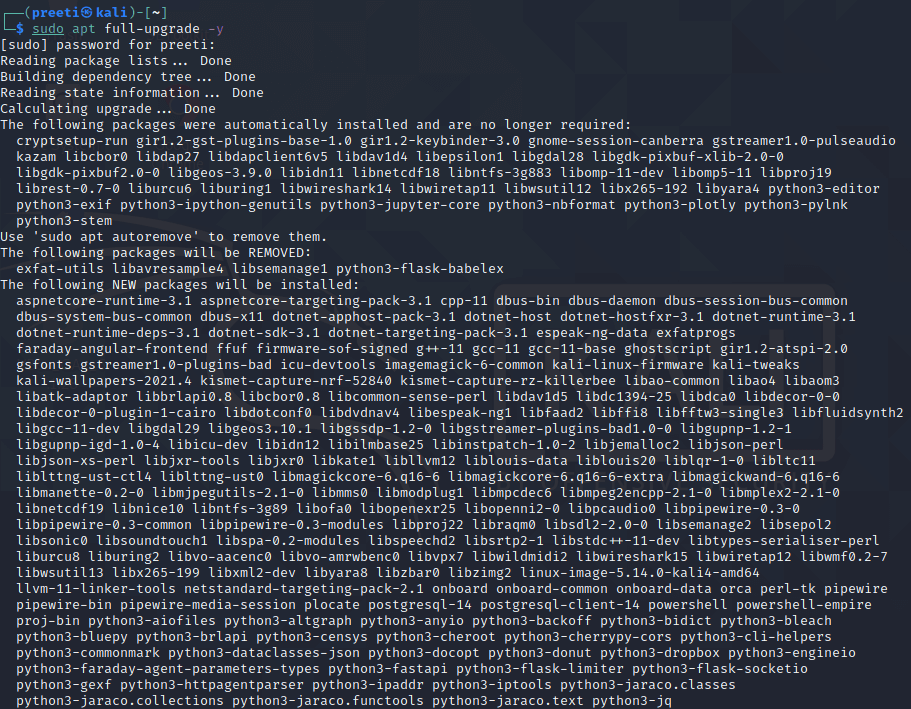 ┌──(preeti㉿kali)-[~]
└─$ sudo apt full-upgrade -y
[sudo] password for preeti:
Reading package lists... Done
Building dependency tree... Done
Reading state information... Done
Calculating upgrade... Done
The following packages were automatically installed and are no longer required:
cryptsetup-run gir1.2-gst-plugins-base-1.0 gir1.2-keybinder-3.0 gnome-session-canberra gstreamer1.0-pulseaudio
kazam libcbor0 libdap27 libdapclient6v5 libdav1d4 libepsilon1 libgdal28 libgdk-pixbuf-xlib-2.0-0
libgdk-pixbuf2.0-0 libgeos-3.9.0 libidn11 libnetcdf18 libntfs-3g883 libomp-11-dev libomp5-11 libproj19
librest-0.7-0 liburcu6 liburing1 libwireshark14 libwiretap11 libwsutil12 libx265-192 libyara4 python3-editor
python3-exif python3-ipython-genutils python3-jupyter-core python3-nbformat python3-plotly python3-pylnk
python3-stem
Use 'sudo apt autoremove' to remove them.
The following packages will be REMOVED:
exfat-utils libavresample4 libsemanage1 python3-flask-babelex
The following NEW packages will be installed:
aspnetcore-runtime-3.1 aspnetcore-targeting-pack-3.1 cpp-11 dbus-bin dbus-daemon dbus-session-bus-common
dbus-system-bus-common dbus-x11 dotnet-apphost-pack-3.1 dotnet-host dotnet-hostfxr-3.1 dotnet-runtime-3.1
dotnet-runtime-deps-3.1 dotnet-sdk-3.1 dotnet-targeting-pack-3.1 espeak-ng-data exfatprogs
faraday-angular-frontend ffuf firmware-sof-signed g++-11 gcc-11 gcc-11-base ghostscript gir1.2-atspi-2.0
gsfonts gstreamer1.0-plugins-bad icu-devtools imagemagick-6-common kali-linux-firmware kali-tweaks
kali-wallpapers-2021.4 kismet-capture-nrf-52840 kismet-capture-rz-killerbee libao-common libao4 libaom3
libatk-adaptor libbrlapi0.8 libcbor0.8 libcommon-sense-perl libdav1d5 libdc1394-25 libdca0 libdecor-0-0
libdecor-0-plugin-1-cairo libdotconf0 libdvdnav4 libespeak-ng1 libfaad2 libffi8 libfftw3-single3 libfluidsynth2
libgcc-11-dev libgdal29 libgeos3.10.1 libgssdp-1.2-0 libgstreamer-plugins-bad1.0-0 libgupnp-1.2-1
libgupnp-igd-1.0-4 libicu-dev libidn12 libilmbase25 libinstpatch-1.0-2 libjemalloc2 libjson-perl
libjson-xs-perl libjxr-tools libjxr0 libkate1 libllvm12 liblouis-data liblouis20 liblqr-1-0 libltc11
liblttng-ust-ctl4 liblttng-ust0 libmagickcore-6.q16-6 libmagickcore-6.q16-6-extra libmagickwand-6.q16-6
libmanette-0.2-0 libmjpegutils-2.1-0 libmms0 libmodplug1 libmpcdec6 libmpeg2encpp-2.1-0 libmplex2-2.1-0
libnetcdf19 libnice10 libntfs-3g89 libofa0 libopenexr25 libopenni2-0 libpcaudio0 libpipewire-0.3-0
libpipewire-0.3-common libpipewire-0.3-modules libproj22 libraqm0 libsdl2-2.0-0 libsemanage2 libsepol2
libsonic0 libsoundtouch1 libspa-0.2-modules libspeechd2 libsrtp2-1 libstdc++-11-dev libtypes-serialiser-perl
liburcu8 liburing2 libvo-aacenc0 libvo-amrwbenc0 libvpx7 libwildmidi2 libwireshark15 libwiretap12 libwmf0.2-7
libwsutil13 libx265-199 libxml2-dev libyara8 libzbar0 libzimg2 linux-image-5.14.0-kali4-amd64
llvm-11-linker-tools netstandard-targeting-pack-2.1 onboard onboard-common onboard-data orca perl-tk pipewire
pipewire-bin pipewire-media-session plocate postgresql-14 postgresql-client-14 powershell powershell-empire
proj-bin python3-aiofiles python3-altgraph python3-anyio python3-backoff python3-bidict python3-bleach
python3-bluepy python3-brlapi python3-censys python3-cheroot python3-cherrypy-cors python3-cli-helpers
python3-commonmark python3-dataclasses-json python3-docopt python3-donut python3-dropbox python3-engineio
python3-faraday-agent-parameters-types python3-fastapi python3-flask-limiter python3-flask-socketio
python3-gexf python3-httpagentparser python3-ipaddr python3-iptools python3-jaraco.classes
python3-jaraco.collections python3-jaraco.functools python3-jaraco.text python3-jq